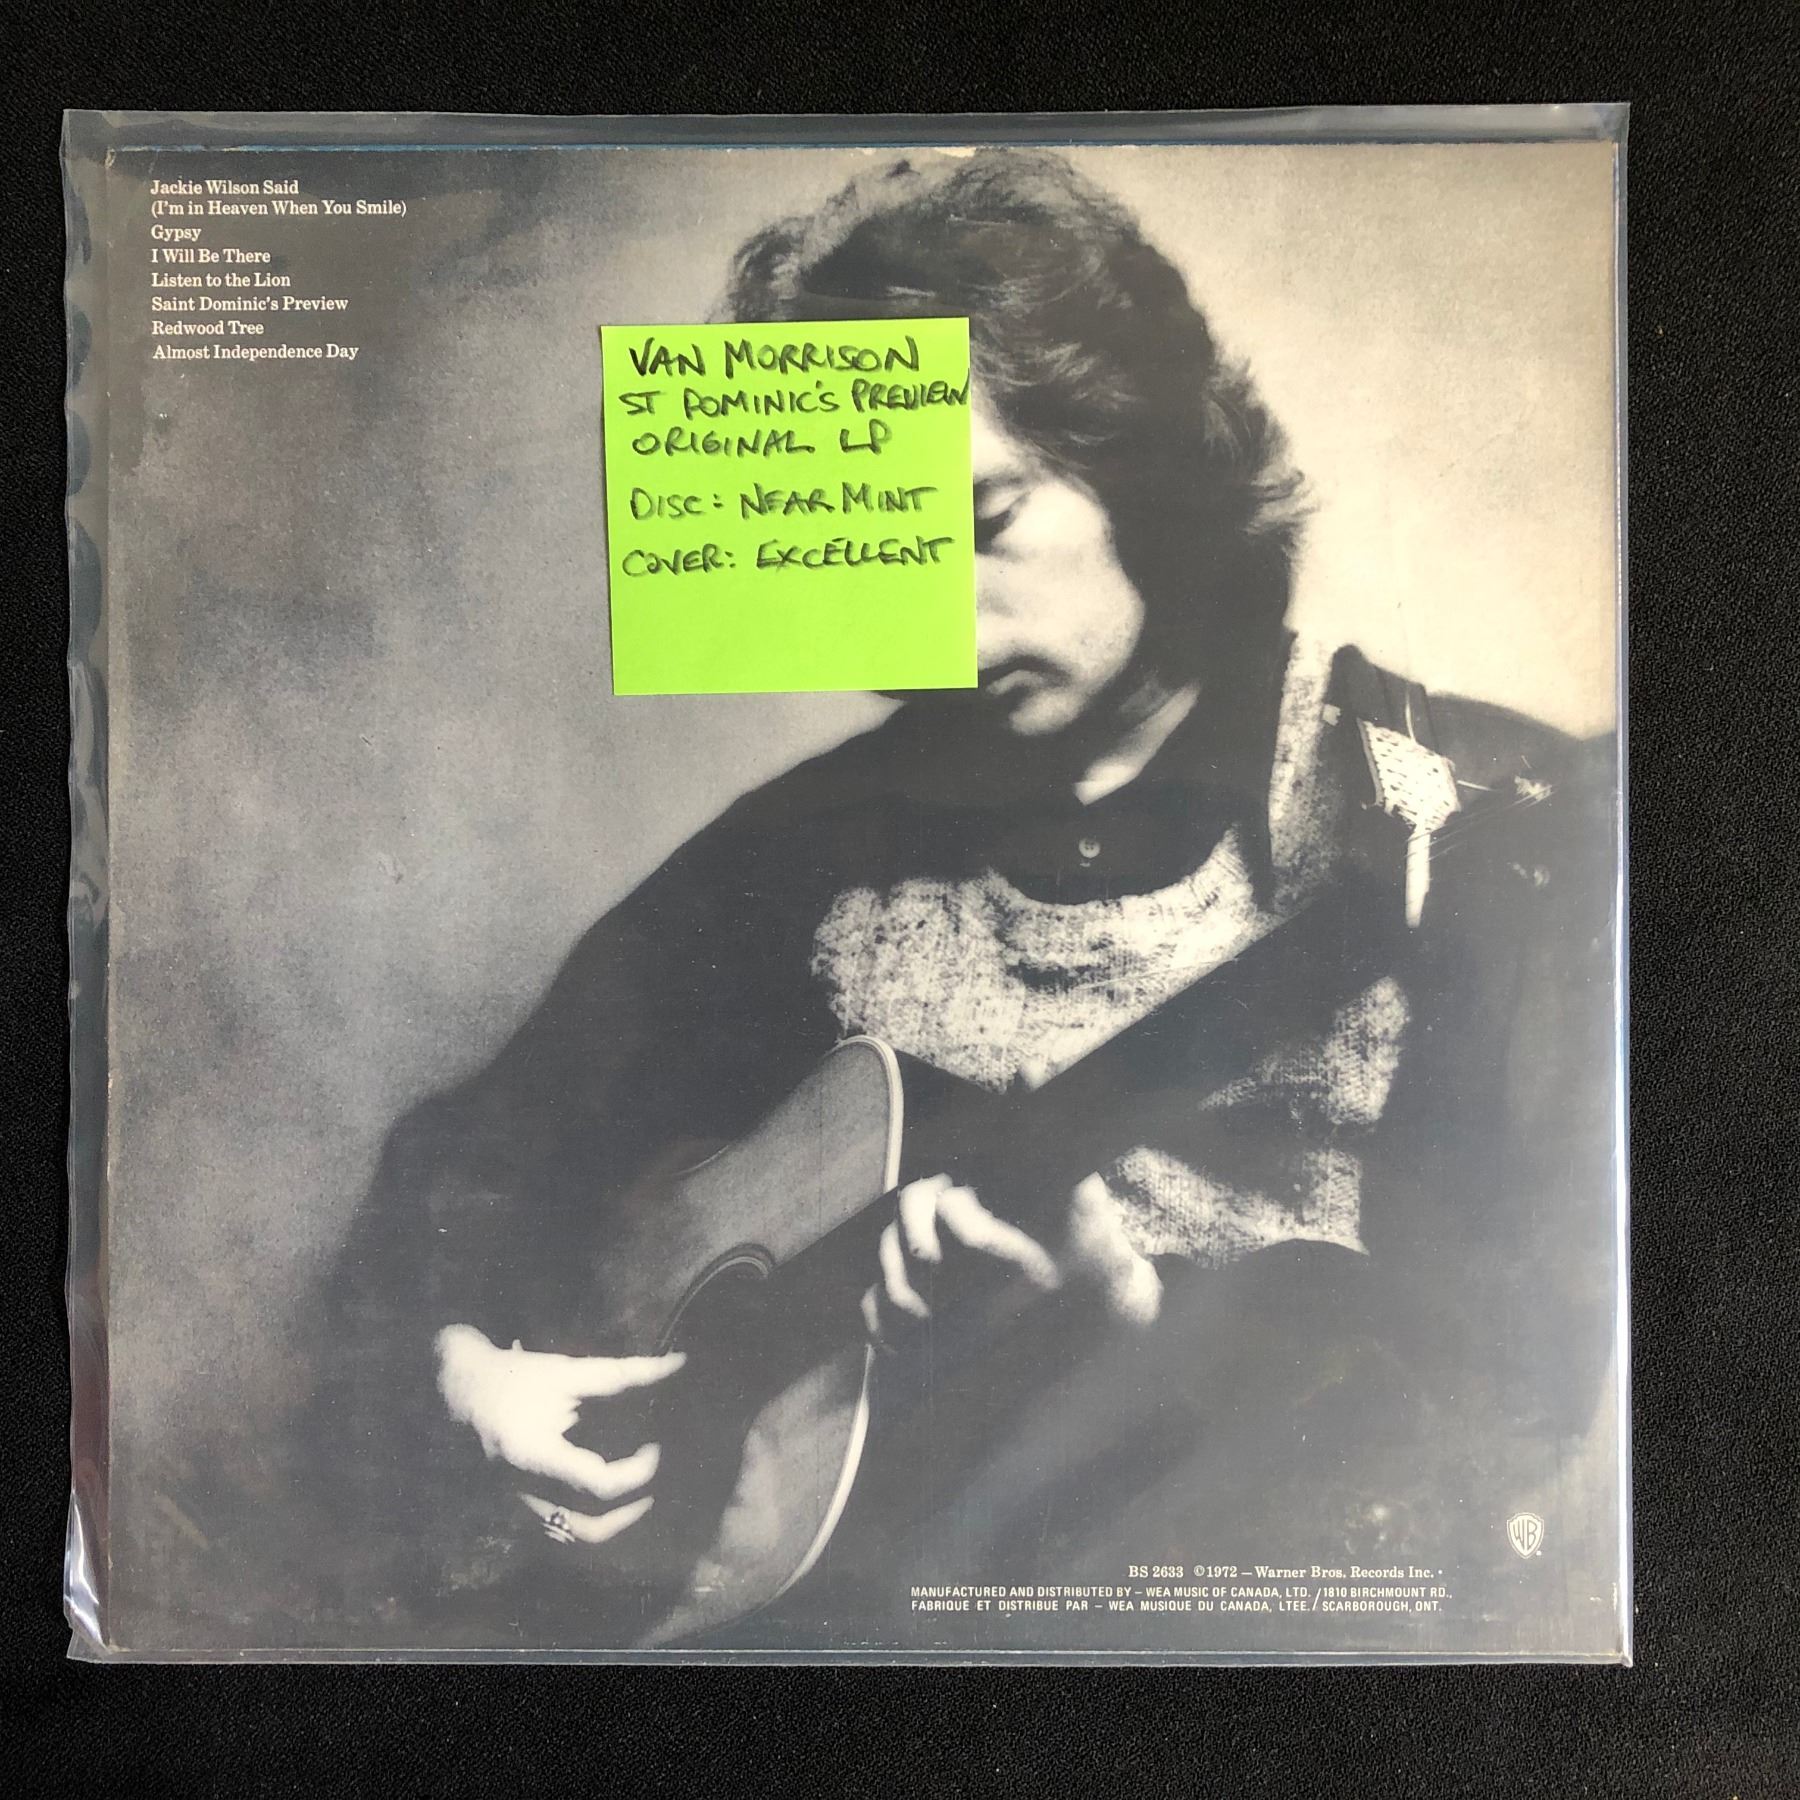 Jackie Wilson Said
(I'm in Heaven When You Smile)
Gypsy
I Will Be There
Listen to the Lion
Saint Dominic's Preview
Redwood Tree
Almost Independence Day
VAN MORRISON
ST DOMINIC'S PREVIEW
ORIGINAL LP
DISC: NEAR MINT
COVER: EXCELLENT
WB
BS 2633 ©1972 — Warner Bros. Records Inc. •
MANUFACTURED AND DISTRIBUTED BY — WEA MUSIC OF CANADA, LTD. / 1810 BIRCHMOUNT RD.,
FABRIQUE ET DISTRIBUE PAR — WEA MUSIQUE DU CANADA, LTEE. / SCARBOROUGH, ONT.